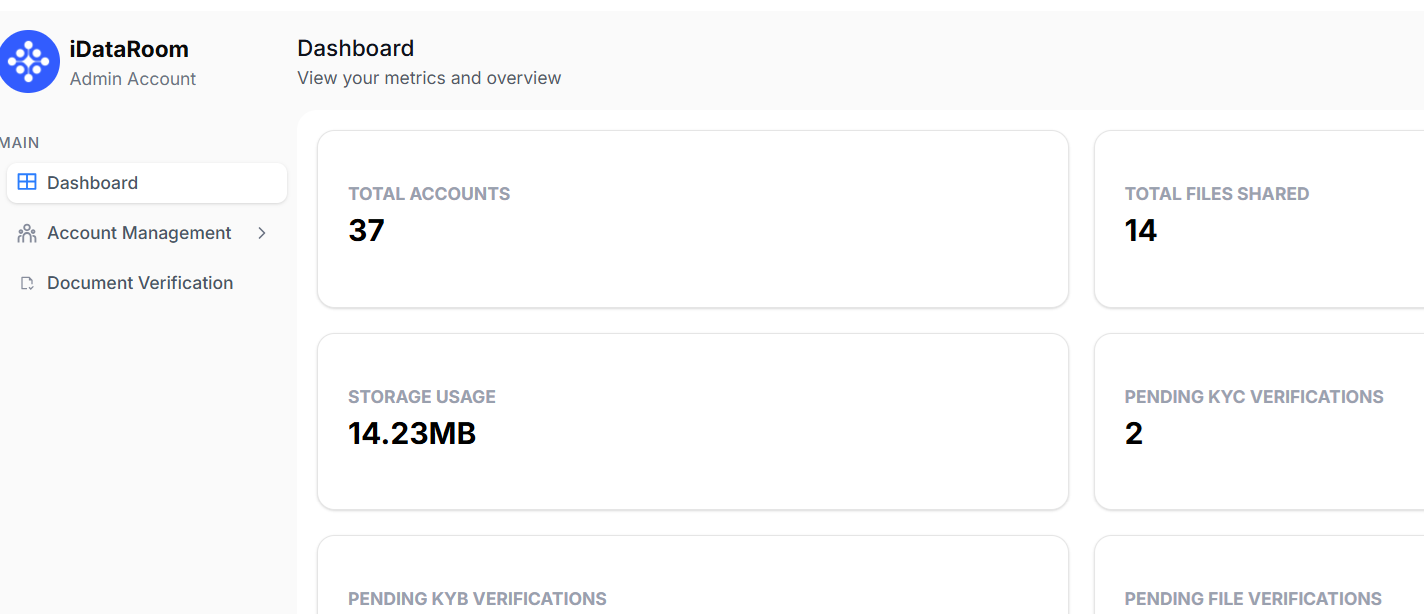 iDataRoom
Admin Account
Dashboard
View your metrics and overview
MAIN
Dashboard
Account Management
Document Verification
TOTAL ACCOUNTS
37
TOTAL FILES SHARED
14
STORAGE USAGE
14.23MB
PENDING KYC VERIFICATIONS
2
PENDING KYB VERIFICATIONS
PENDING FILE VERIFICATIONS